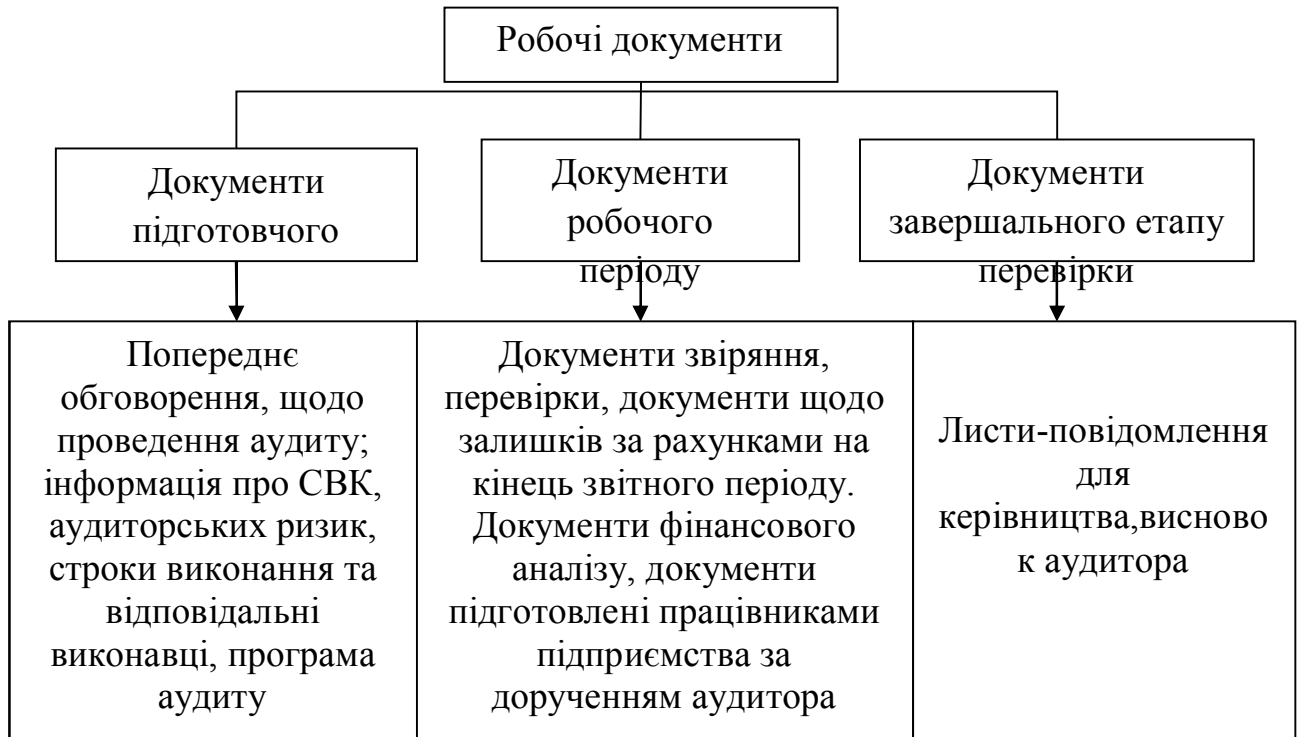 Робочі документи
Документи
підготовчого
Документи
робочого
періоду
Документи
завершального етапу
перевірки
Попереднє
обговорення, щодо
проведення аудиту;
інформація про СВК,
аудиторських ризик,
строки виконання та
відповідальні
виконавці, програма
аудиту
Документи звіряння,
перевірки, документи щодо
залишків за рахунками на
кінець звітного періоду.
Документи фінансового
аналізу, документи
підготовлені працівниками
підприємства за
дорученням аудитора
Листи-повідомлення
для
керівництва,висново
к аудитора